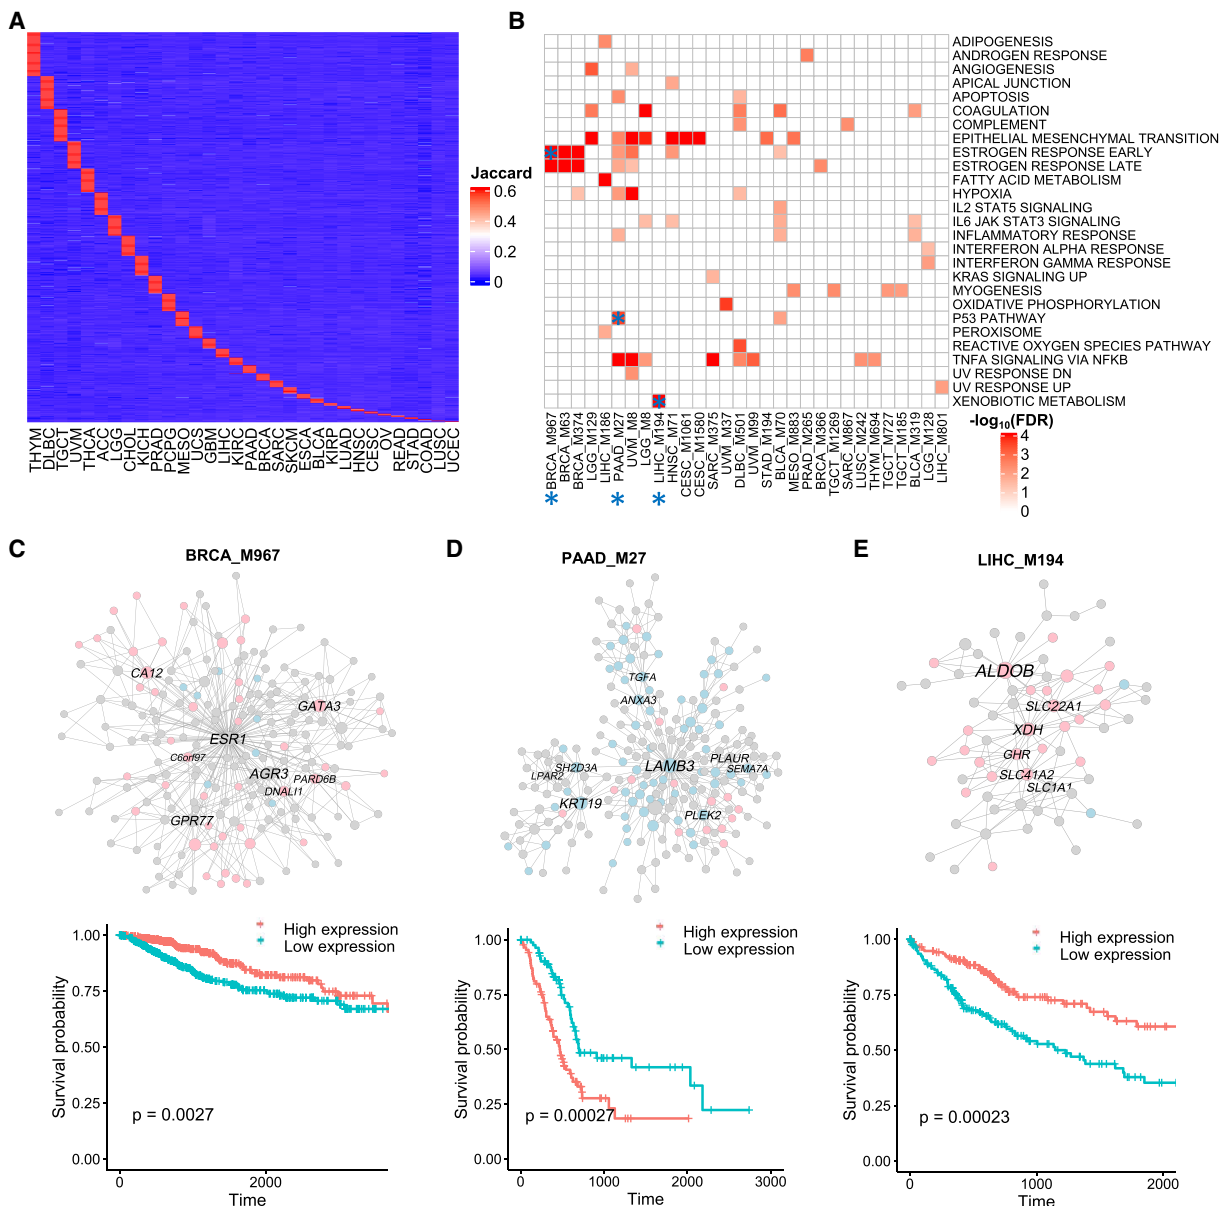 A
B
Jaccard
0.6
0.4
0.2
0
THYM
DLBC
TGCT
UVM
THCA
ACC
LGG
CHOL
KICH
PRAD
PCPG
MESO
UCS
GBM
LIHC
KIRC
PAAD
BRCA
SARC
SKCM
ESCA
BLCA
KIRP
LUAD
HNSC
CESC
OV
READ
STAD
COAD
LUSC
UCEC
ADIPOGENESIS
ANDROGEN RESPONSE
ANGIOGENESIS
APICAL JUNCTION
APOPTOSIS
COAGULATION
COMPLEMENT
EPITHELIAL MESENCHYMAL TRANSITION
ESTROGEN RESPONSE EARLY
ESTROGEN RESPONSE LATE
FATTY ACID METABOLISM
HYPOXIA
IL2 STAT5 SIGNALING
IL6 JAK STAT3 SIGNALING
INFLAMMATORY RESPONSE
INTERFERON ALPHA RESPONSE
INTERFERON GAMMA RESPONSE
KRAS SIGNALING UP
MYOGENESIS
OXIDATIVE PHOSPHORYLATION
P53 PATHWAY
PEROXISOME
REACTIVE OXYGEN SPECIES PATHWAY
TNFA SIGNALING VIA NFKB
UV RESPONSE DN
UV RESPONSE UP
XENOBIOTIC METABOLISM
BRCA_M967
BRCA_M63
BRCA_M374
LGG_M129
LIHC_M186
PAAD_M27
UVM_M8
LGG_M8
LIHC_M194
HNSC_M71
CESC_M1061
CESC_M1580
SARC_M375
UVM_M37
DLBC_M501
UVM_M99
STAD_M194
BLCA_M70
MESO_M883
PRAD_M265
BRCA_M366
TGCT_M1269
SARC_M867
LUSC_M242
THYM_M694
TGCT_M727
TGCT_M185
BLCA_M319
LGG_M128
LIHC_M801
* * *
-log₁₀(FDR)
4
3
2
1
0
C
BRCA_M967
CA12
GATA3
ESR1
C6orf97
AGR3
PARD6B
DNALI1
GPR77
D
PAAD_M27
TGFA
ANXA3
PLAUR
LAMB3
SEMA7A
SH2D3A
LPAR2
KRT19
PLEK2
E
LIHC_M194
ALDOB
SLC22A1
XDH
GHR
SLC41A2
SLC1A1
High expression
Low expression
Survival probability
1.00
0.75
0.50
0.25
0.00
p = 0.0027
0 2000
Time
High expression
Low expression
Survival probability
1.00
0.75
0.50
0.25
0.00
p = 0.00027
0 1000 2000 3000
Time
High expression
Low expression
Survival probability
1.00
0.75
0.50
0.25
0.00
p = 0.00023
0 1000 2000
Time